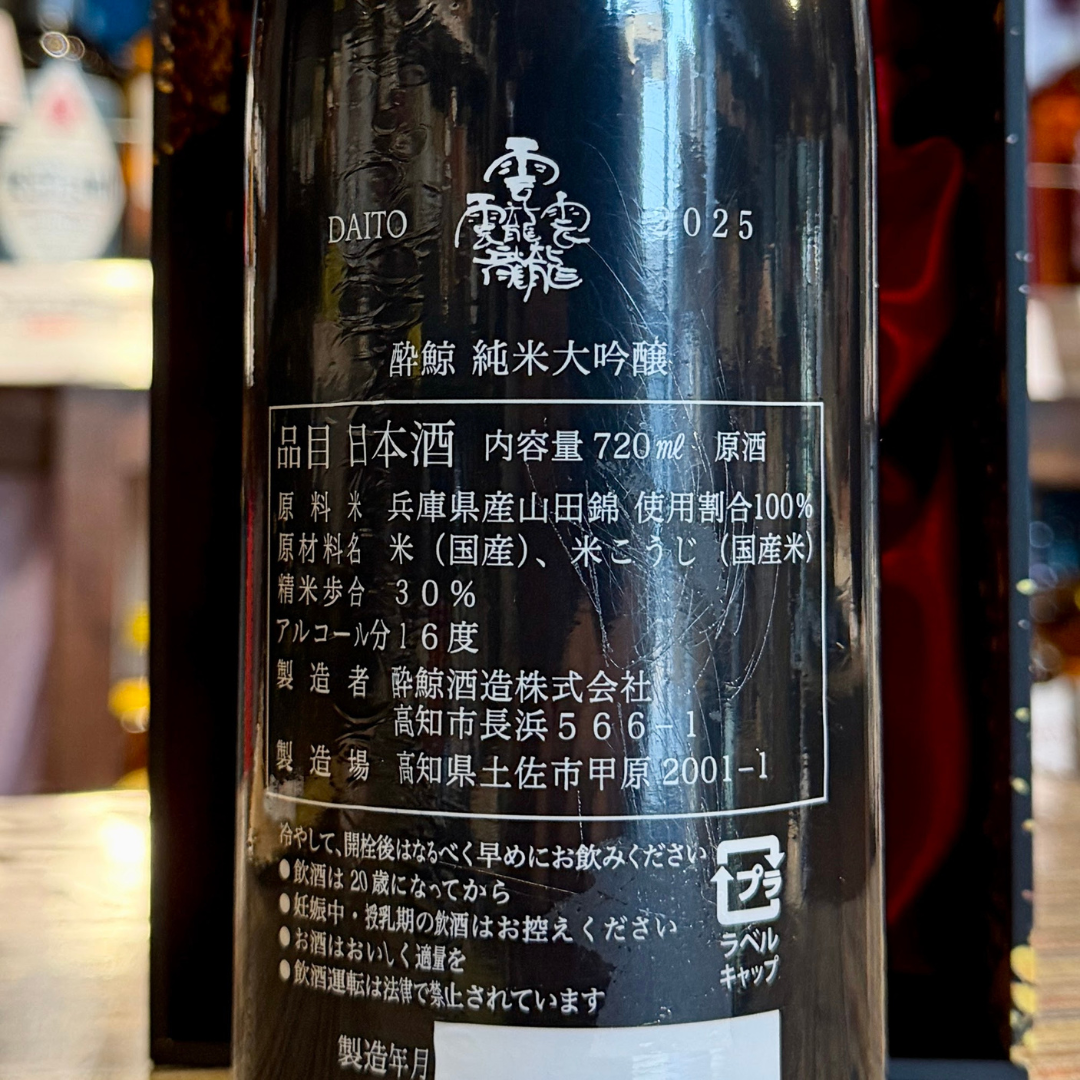 DAITO 2025
酔鯨 純米大吟醸
品目 日本酒 内容量 720㎖ 原酒
原料米 兵庫県産山田錦 使用割合100%
原材料名 米（国産）、米こうじ（国産米）
精米歩合 30%
アルコール分 16度
製造者 酔鯨酒造株式会社
高知市長浜566-1
製造場 高知県土佐市甲原2001-1
冷やして、開栓後はなるべく早めにお飲みください
●飲酒は20歳になってから
●妊娠中・授乳期の飲酒はお控えください
●お酒はおいしく適量を
●飲酒運転は法律で禁止されています
プラ
ラベル
キャップ
製造年月